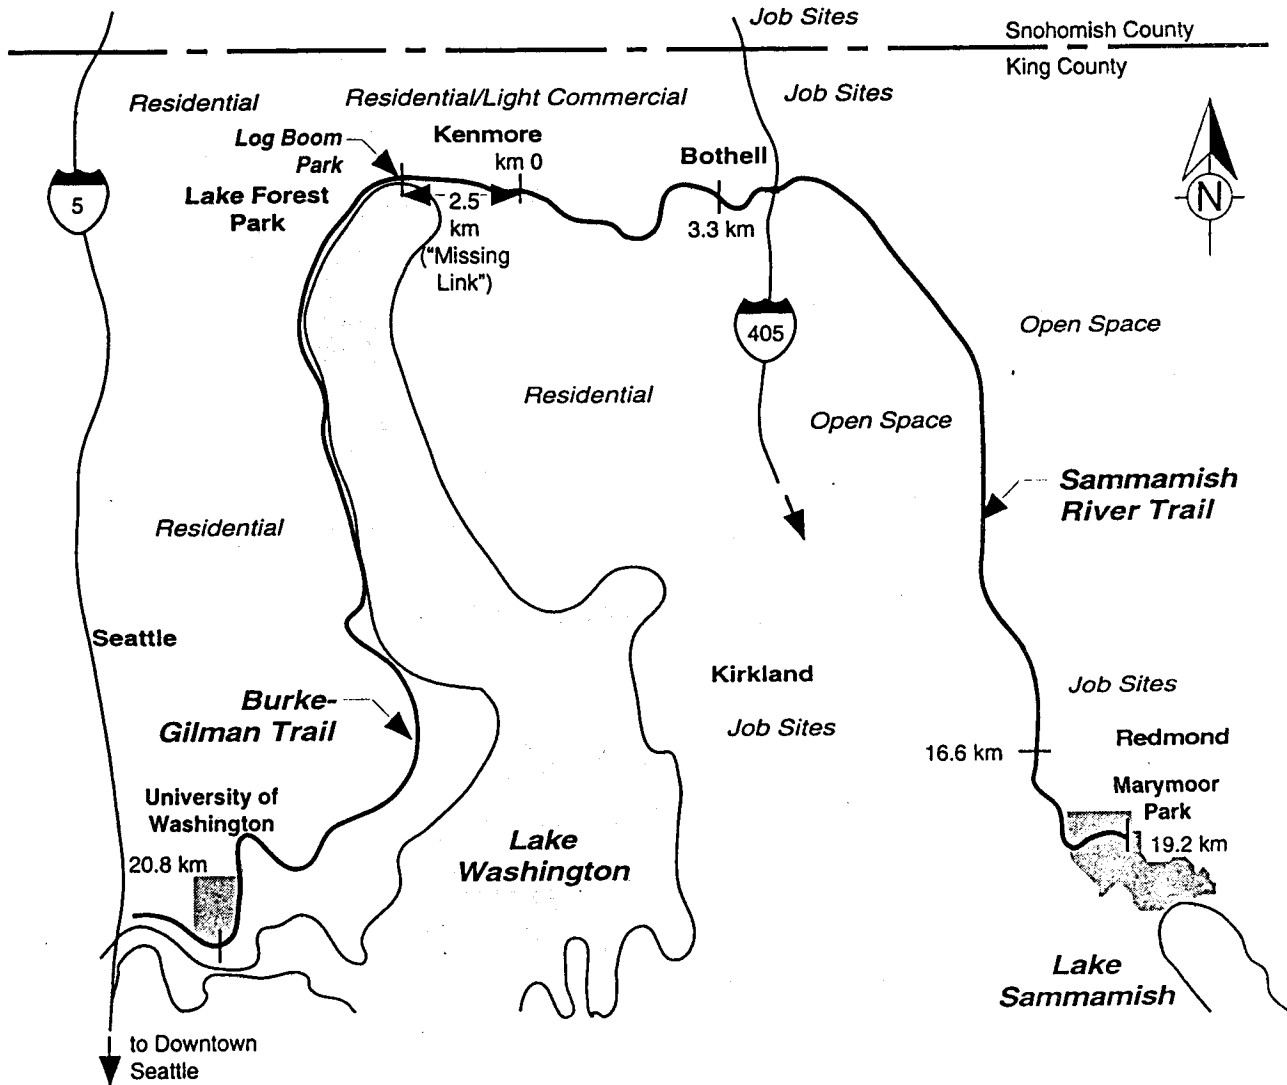 Job Sites
Snohomish County
King County
Residential
Residential/Light Commercial
Job Sites
Log Boom
Park
Kenmore
km 0
Bothell
N
5
Lake Forest
Park
2.5
km
("Missing
Link")
3.3 km
405
Open Space
Residential
Open Space
Sammamish
River Trail
Residential
Seattle
Kirkland
Job Sites
Job Sites
Burke-
Gilman Trail
16.6 km
Redmond
Marymoor
Park
University of
Washington
20.8 km
19.2 km
Lake
Washington
Lake
Sammamish
to Downtown
Seattle